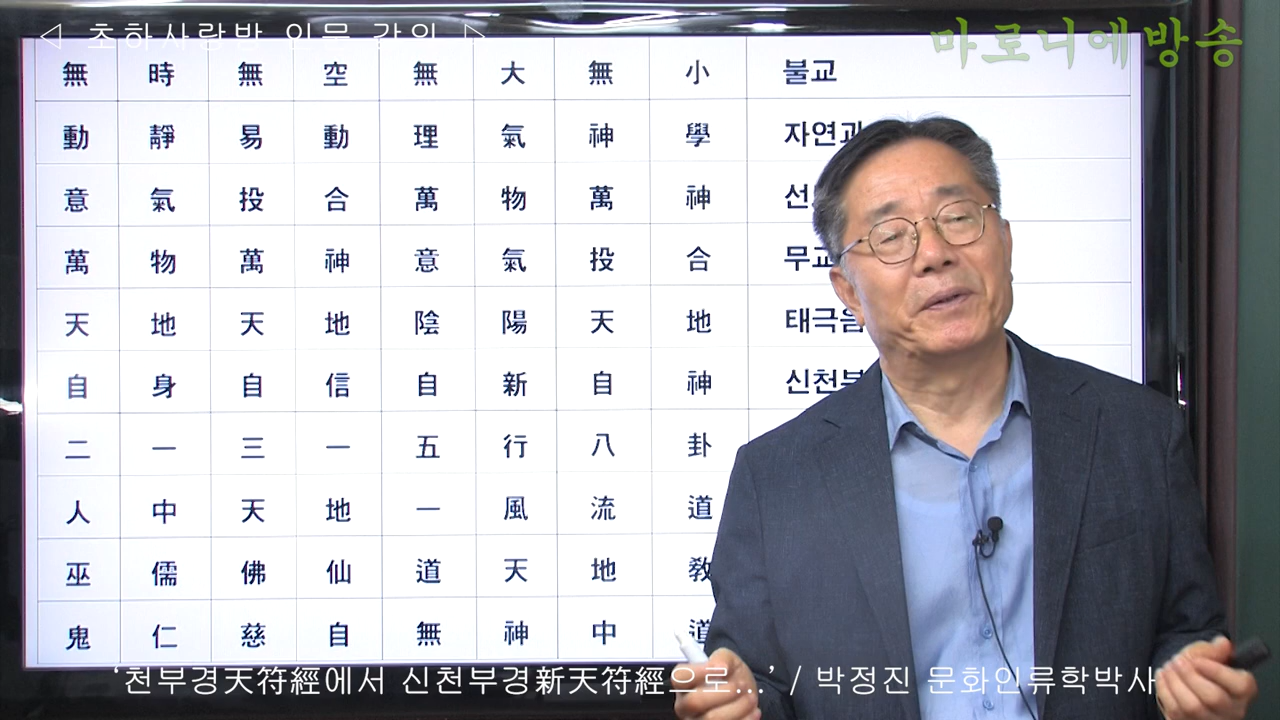 ◁ 초하사랑방 인문 강의 ▷
마로니에방송
無 時 無 空 無 大 無 小 불교
動 靜 易 動 理 氣 神 學 자연과
意 氣 投 合 萬 物 萬 神
萬 物 萬 神 意 氣 投 合 무교
天 地 天 地 陰 陽 天 地 태극음
自 身 自 信 自 新 自 神 신천부
二 一 三 一 五 行 八 卦
人 中 天 地 一 風 流 道
巫 儒 佛 仙 道 天 地 敎
鬼 仁 慈 自 無 神 中 道
‘천부경天符經에서 신천부경新天符經으로...’ / 박정진 문화인류학박사